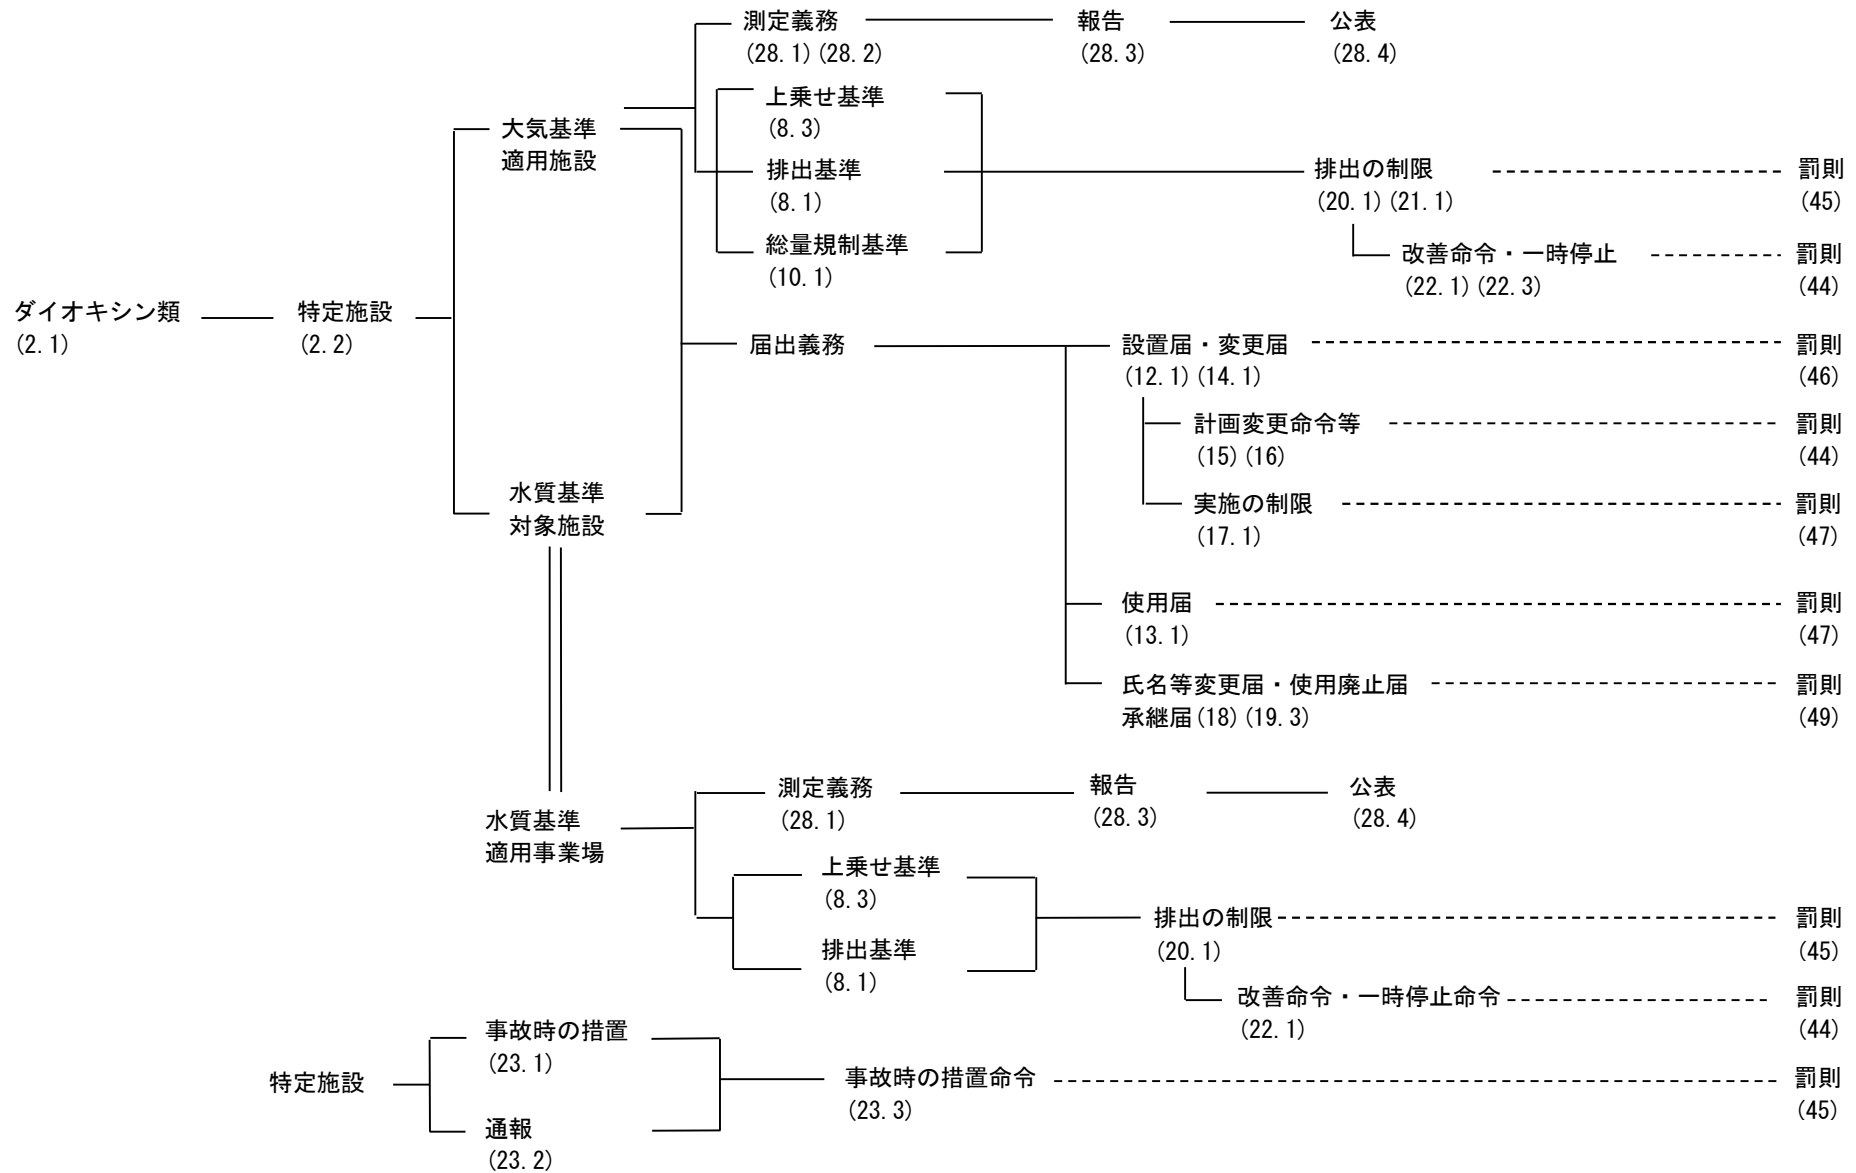 測定義務 報告 公表
(28.1)(28.2) (28.3) (28.4)
上乗せ基準
(8.3)
大気基準
適用施設
排出基準 排出の制限 罰則
(8.1) (20.1)(21.1) (45)
総量規制基準 改善命令・一時停止 罰則
(10.1) (22.1)(22.3) (44)
ダイオキシン類 特定施設
(2.1) (2.2)
届出義務 設置届・変更届 罰則
(12.1)(14.1) (46)
計画変更命令等 罰則
(15)(16) (44)
水質基準
対象施設
実施の制限 罰則
(17.1) (47)
使用届 罰則
(13.1) (47)
氏名等変更届・使用廃止届 罰則
承継届(18)(19.3) (49)
測定義務 報告 公表
(28.1) (28.3) (28.4)
水質基準
適用事業場
上乗せ基準
(8.3)
排出の制限 罰則
(20.1) (45)
排出基準
(8.1)
改善命令・一時停止命令 罰則
(22.1) (44)
事故時の措置
(23.1)
特定施設 事故時の措置命令 罰則
(23.3) (45)
通報
(23.2)